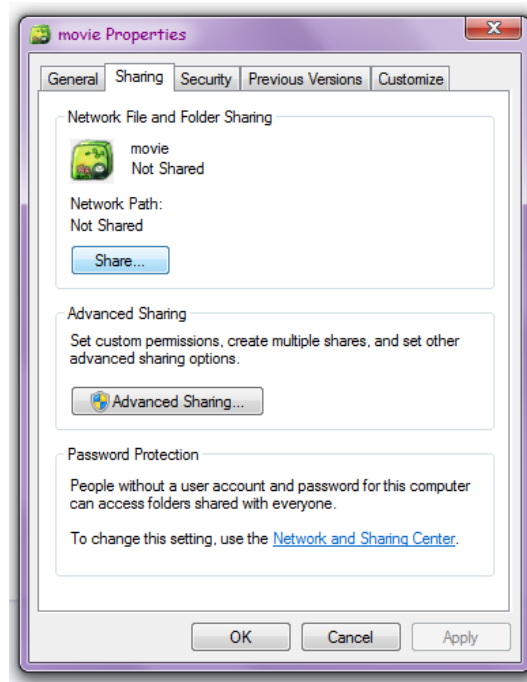 movie Properties
General Sharing Security Previous Versions Customize
Network File and Folder Sharing
movie
Not Shared
Network Path:
Not Shared
Share...
Advanced Sharing
Set custom permissions, create multiple shares, and set other
advanced sharing options.
Advanced Sharing...
Password Protection
People without a user account and password for this computer
can access folders shared with everyone.
To change this setting, use the Network and Sharing Center.
OK Cancel Apply